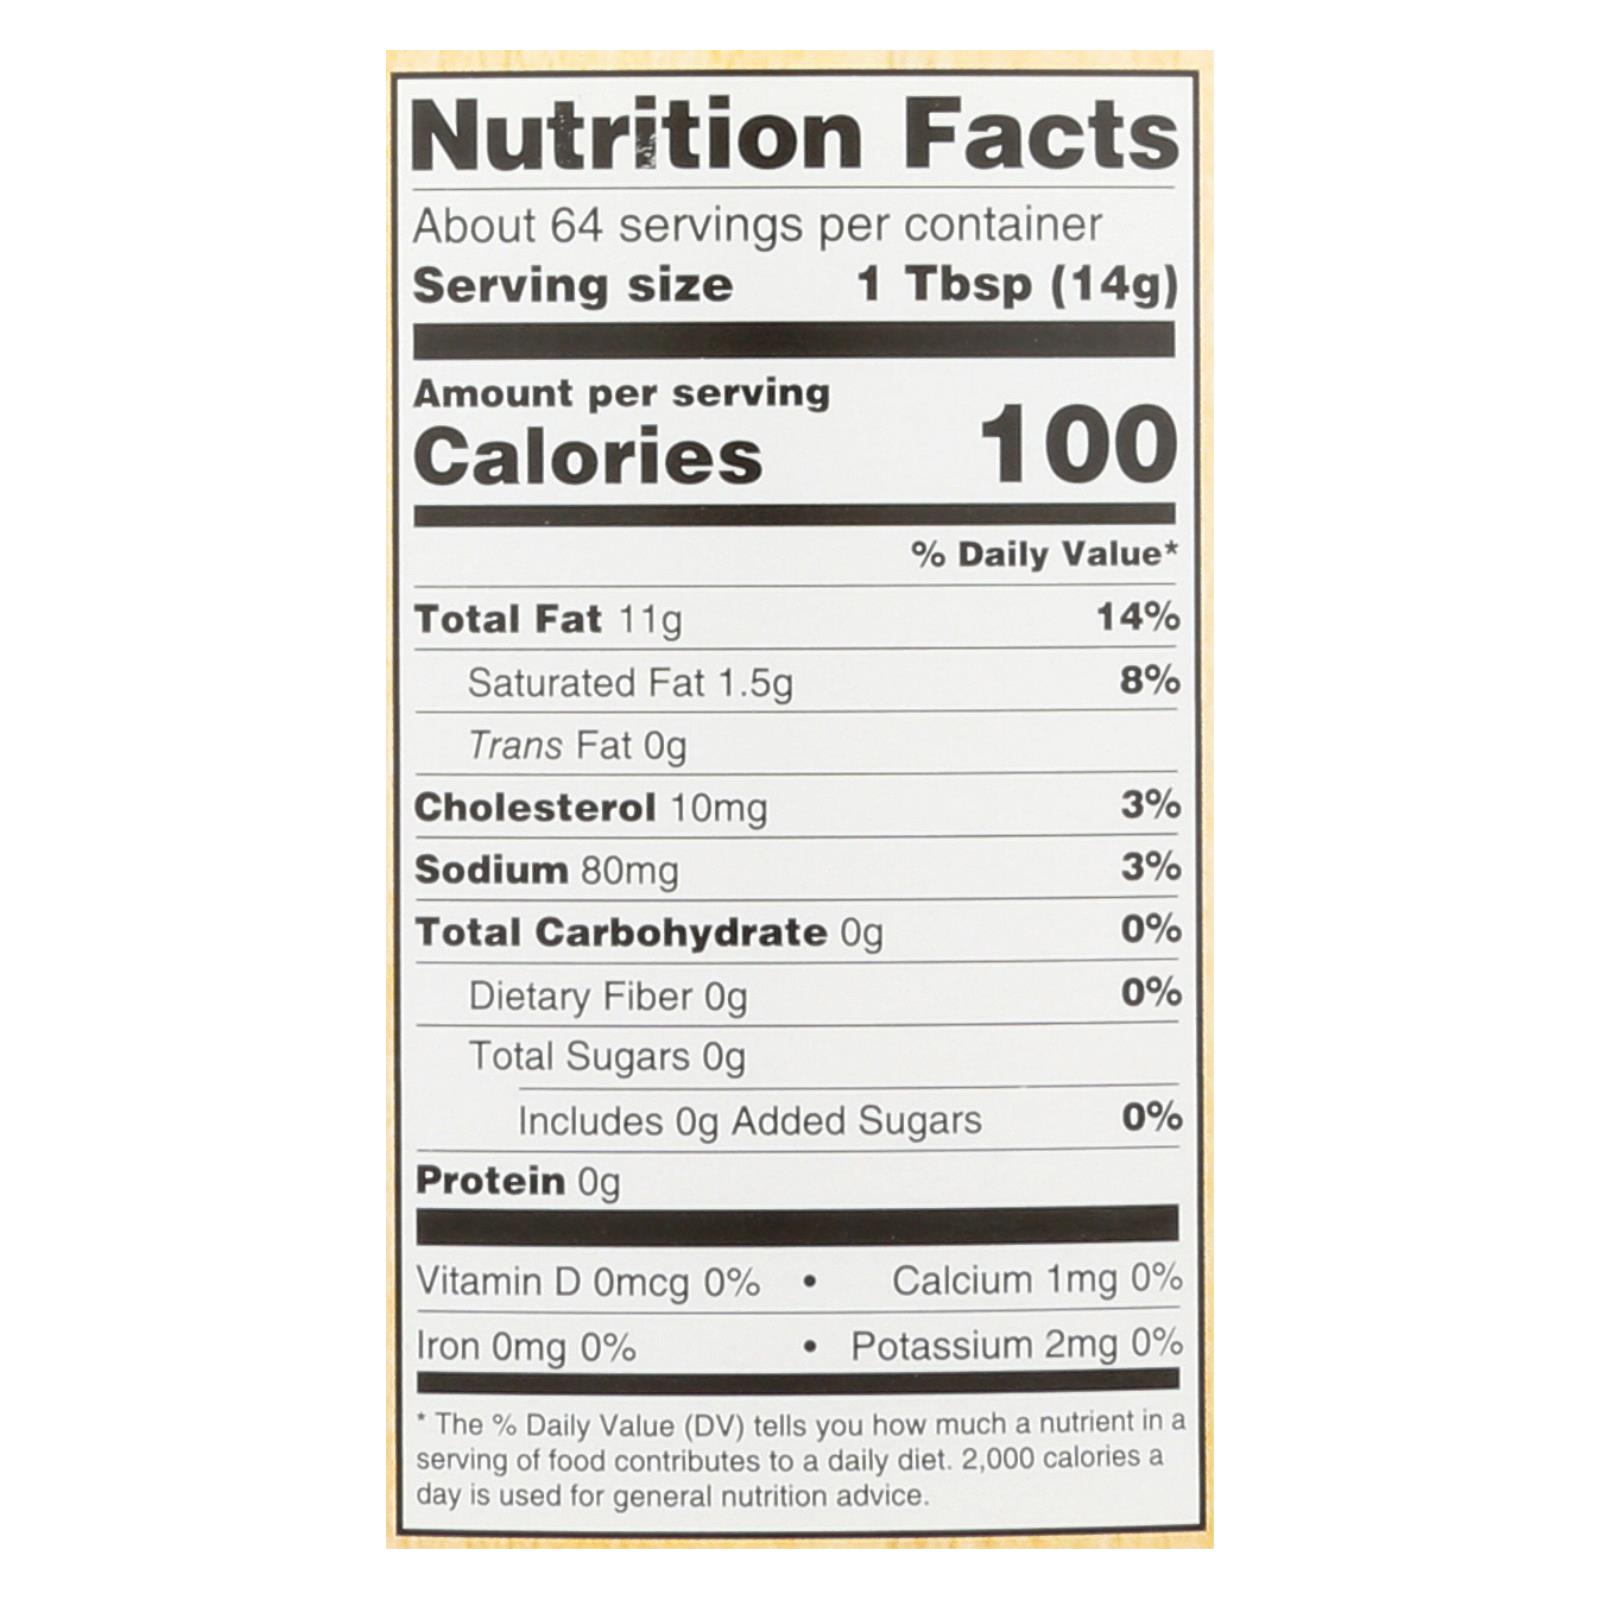 Nutrition Facts
About 64 servings per container
Serving size 1 Tbsp (14g)
Amount per serving
Calories 100
% Daily Value*
Total Fat 11g 14%
Saturated Fat 1.5g 8%
Trans Fat 0g
Cholesterol 10mg 3%
Sodium 80mg 3%
Total Carbohydrate 0g 0%
Dietary Fiber 0g 0%
Total Sugars 0g
Includes 0g Added Sugars 0%
Protein 0g
Vitamin D 0mcg 0% • Calcium 1mg 0%
Iron 0mg 0% • Potassium 2mg 0%
* The % Daily Value (DV) tells you how much a nutrient in a
serving of food contributes to a daily diet. 2,000 calories a
day is used for general nutrition advice.